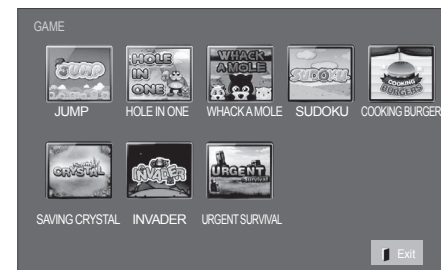 GAME
JUMP
HOLE
IN
ONE
WHACK
A MOLE
SUDOKU
COOKING
BURGERS
JUMP HOLE IN ONE WHACK A MOLE SUDOKU COOKING BURGER
CRYSTAL
INVADER
URGENT
Survival
SAVING CRYSTAL INVADER URGENT SURVIVAL
Exit